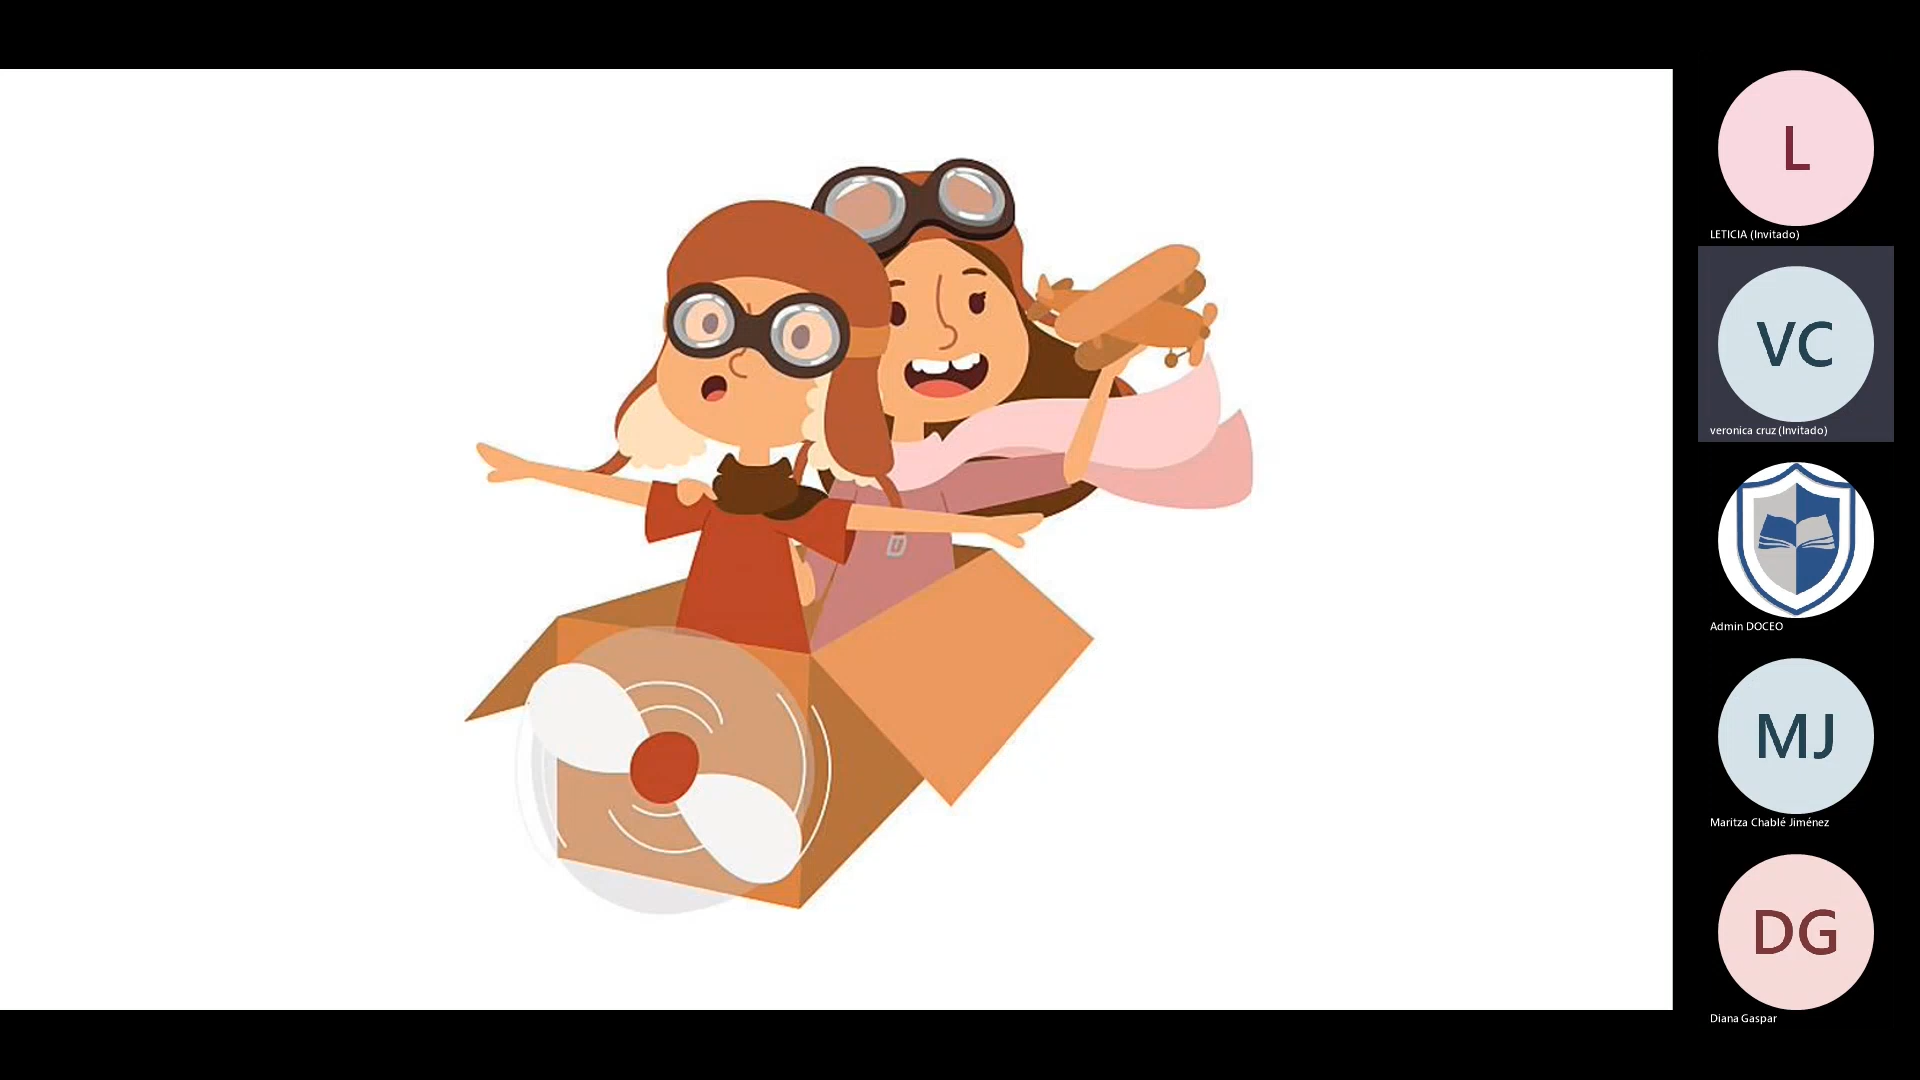 L
LETICIA (Invitado)
VC
veronica cruz (Invitado)
Admin DOCEO
MJ
Maritza Chablé Jiménez
DG
Diana Gaspar